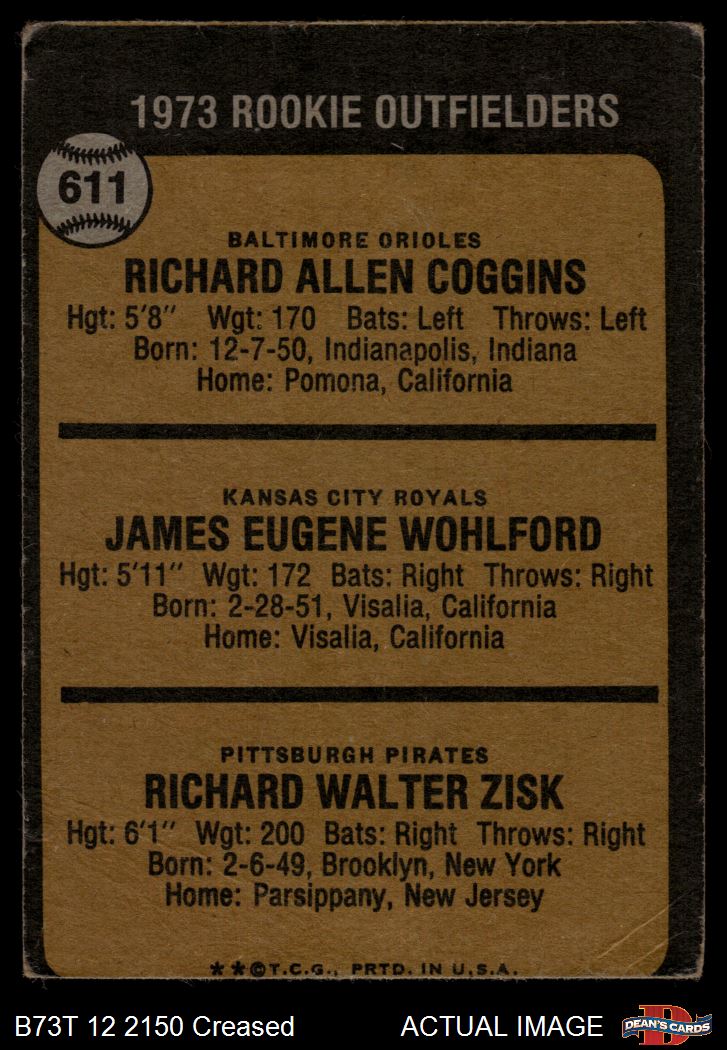 1973 ROOKIE OUTFIELDERS
611
BALTIMORE ORIOLES
RICHARD ALLEN COGGINS
Hgt: 5'8" Wgt: 170 Bats: Left Throws: Left
Born: 12-7-50, Indianapolis, Indiana
Home: Pomona, California
KANSAS CITY ROYALS
JAMES EUGENE WOHLFORD
Hgt: 5'11" Wgt: 172 Bats: Right Throws: Right
Born: 2-28-51, Visalia, California
Home: Visalia, California
PITTSBURGH PIRATES
RICHARD WALTER ZISK
Hgt: 6'1" Wgt: 200 Bats: Right Throws: Right
Born: 2-6-49, Brooklyn, New York
Home: Parsippany, New Jersey
**©T.C.G., PRTD. IN U.S.A.
B73T 12 2150 Creased ACTUAL IMAGE
D
DEAN'S CARDS